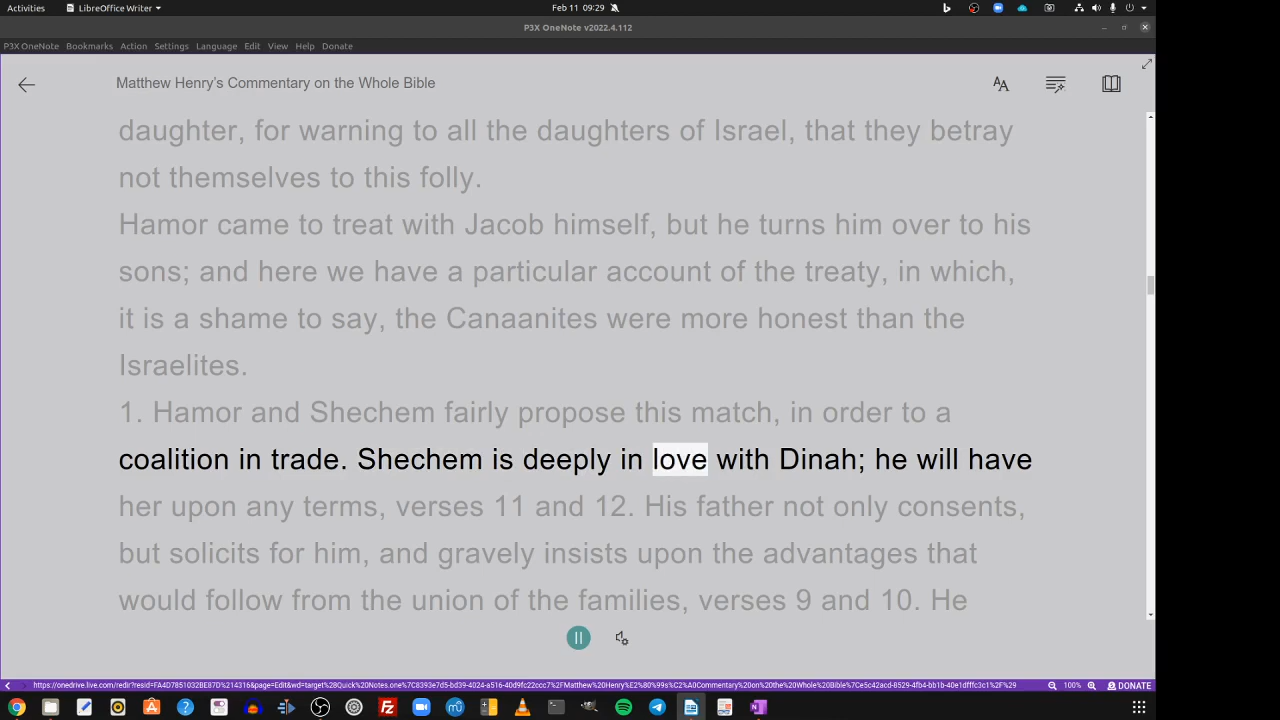 Activities
LibreOffice Writer
Feb 11 09:29
P3X OneNote v2022.4.112
P3X OneNote Bookmarks Action Settings Language Edit View Help Donate
Matthew Henry's Commentary on the Whole Bible
daughter, for warning to all the daughters of Israel, that they betray
not themselves to this folly.
Hamor came to treat with Jacob himself, but he turns him over to his
sons; and here we have a particular account of the treaty, in which,
it is a shame to say, the Canaanites were more honest than the
Israelites.
1. Hamor and Shechem fairly propose this match, in order to a
coalition in trade. Shechem is deeply in love with Dinah; he will have
her upon any terms, verses 11 and 12. His father not only consents,
but solicits for him, and gravely insists upon the advantages that
would follow from the union of the families, verses 9 and 10. He
100%
DONATE